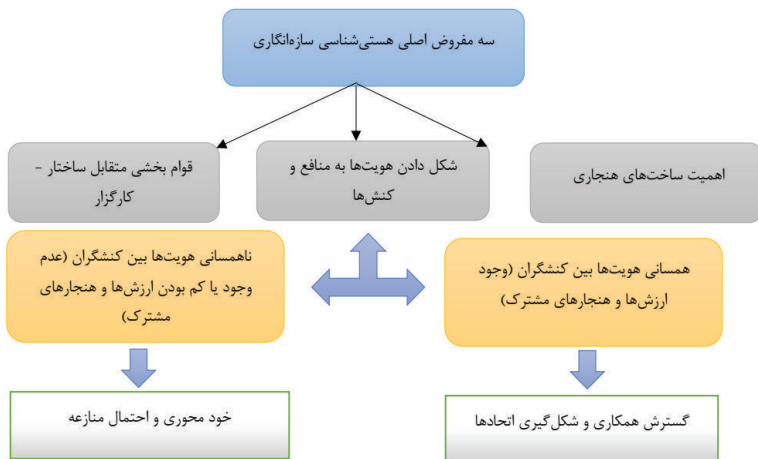 سه مفروض اصلی هستی‌شناسی سازه‌انگاری
اهمیت ساخت‌های هنجاری
شکل دادن هویت‌ها به منافع و
کنش‌ها
قوام بخشی متقابل ساختار –
کارگزار
همسانی هویت‌ها بین کنشگران (وجود
ارزش‌ها و هنجارهای مشترک)
ناهمسانی هویت‌ها بین کنشگران (عدم
وجود یا کم بودن ارزش‌ها و هنجارهای
مشترک)
گسترش همکاری و شکل‌گیری اتحادها
خود محوری و احتمال منازعه